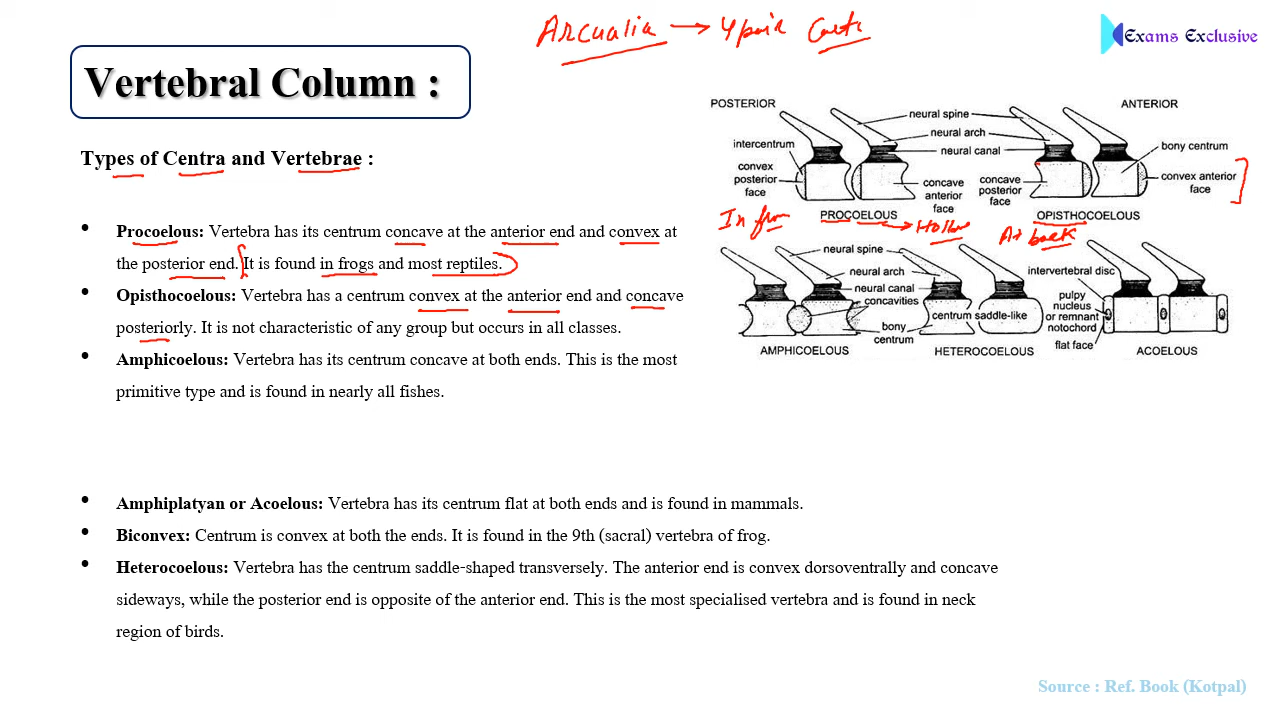 Arcualia → 4 pair
Exams Exclusive
Vertebral Column :
Types of Centra and Vertebrae :
• Procoelous: Vertebra has its centrum concave at the anterior end and convex at
the posterior end. It is found in frogs and most reptiles.
• Opisthocoelous: Vertebra has a centrum convex at the anterior end and concave
posteriorly. It is not characteristic of any group but occurs in all classes.
• Amphicoelous: Vertebra has its centrum concave at both ends. This is the most
primitive type and is found in nearly all fishes.
POSTERIOR
ANTERIOR
neural spine
neural arch
neural canal
intercentrum
bony centrum
convex
posterior
face
concave
anterior
face
concave
posterior
face
convex anterior
face
PROCOELOUS
OPISTHOCOELOUS
In
At back
neural spine
neural arch
neural canal
concavities
bony
centrum
centrum saddle-like
intervertebral disc
pulpy
nucleus
or remnant
notochord
flat face
AMPHICOELOUS
HETEROCOELOUS
ACOELOUS
• Amphiplatyan or Acoelous: Vertebra has its centrum flat at both ends and is found in mammals.
• Biconvex: Centrum is convex at both the ends. It is found in the 9th (sacral) vertebra of frog.
• Heterocoelous: Vertebra has the centrum saddle-shaped transversely. The anterior end is convex dorsoventrally and concave
sideways, while the posterior end is opposite of the anterior end. This is the most specialised vertebra and is found in neck
region of birds.
Source : Ref. Book (Kotpal)